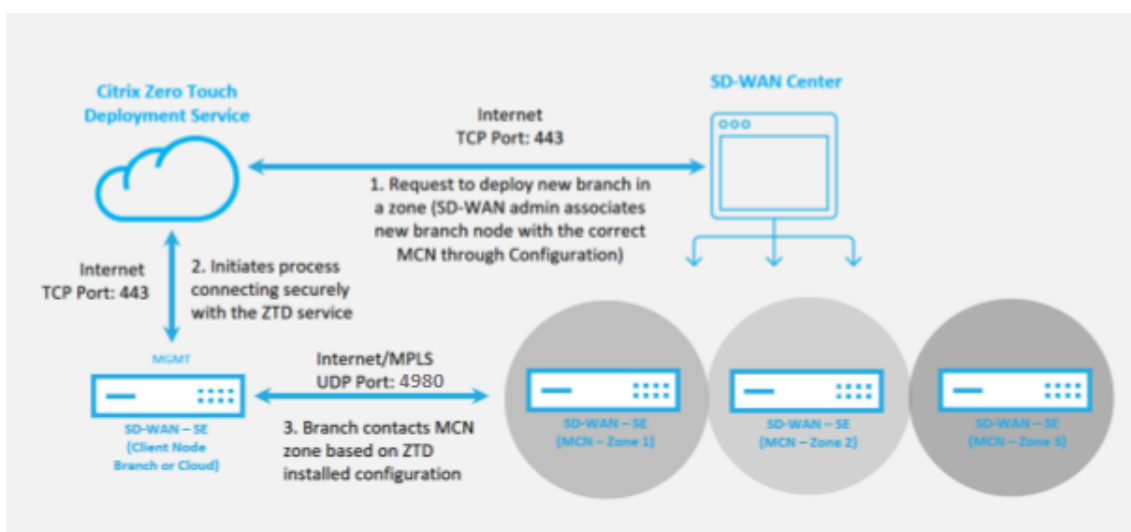 Citrix Zero Touch
Deployment Service
SD-WAN Center
Internet
TCP Port: 443
1. Request to deploy new branch in
a zone (SD-WAN admin associates
new branch node with the correct
MCN through Configuration)
Internet
TCP Port: 443
2. Initiates process
connecting securely
with the ZTD service
MGMT
Internet/MPLS
UDP Port: 4980
SD-WAN – SE
(Client Node
Branch or Cloud)
3. Branch contacts MCN
zone based on ZTD
installed configuration
SD-WAN – SE
(MCN – Zone 1)
SD-WAN – SE
(MCN – Zone 2)
SD-WAN – SE
(MCN – Zone 3)